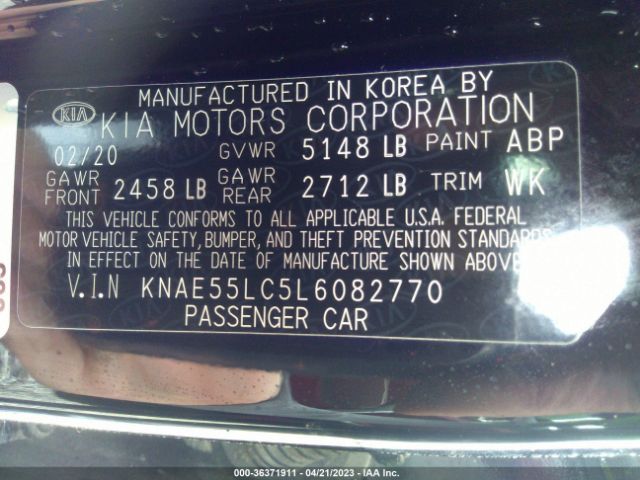 MANUFACTURED IN KOREA BY
KIA KIA MOTORS CORPORATION
02/20 GVWR 5148 LB PAINT ABP
GAWR FRONT 2458 LB GAWR REAR 2712 LB TRIM WK
THIS VEHICLE CONFORMS TO ALL APPLICABLE U.S.A. FEDERAL
MOTOR VEHICLE SAFETY, BUMPER, AND THEFT PREVENTION STANDARDS
IN EFFECT ON THE DATE OF MANUFACTURE SHOWN ABOVE
V.I.N KNAE55LC5L6082770
PASSENGER CAR
000-36371911 - 04/21/2023 - IAA Inc.